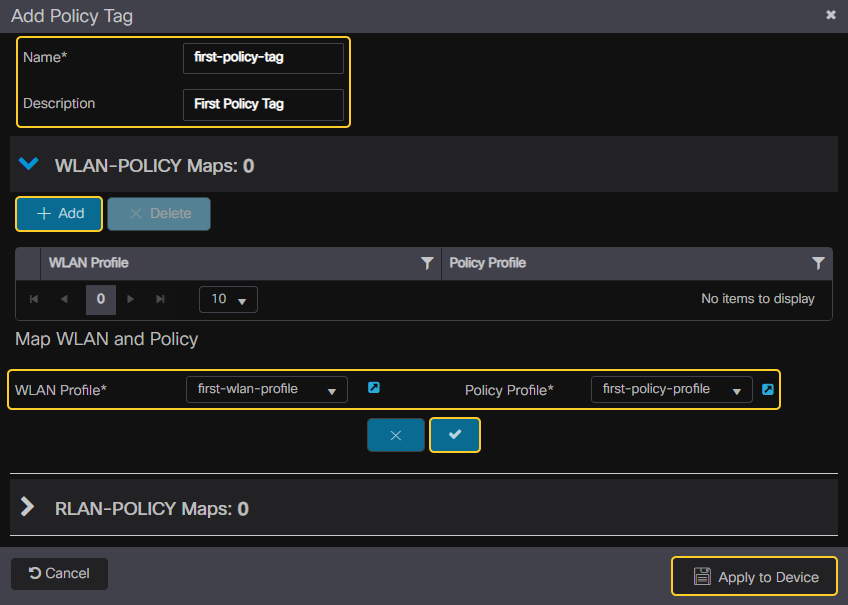 Add Policy Tag
Name* first-policy-tag
Description First Policy Tag
WLAN-POLICY Maps: 0
Add Delete
WLAN Profile Policy Profile
0 10 No items to display
Map WLAN and Policy
WLAN Profile* first-wlan-profile Policy Profile* first-policy-profile
RLAN-POLICY Maps: 0
Cancel Apply to Device